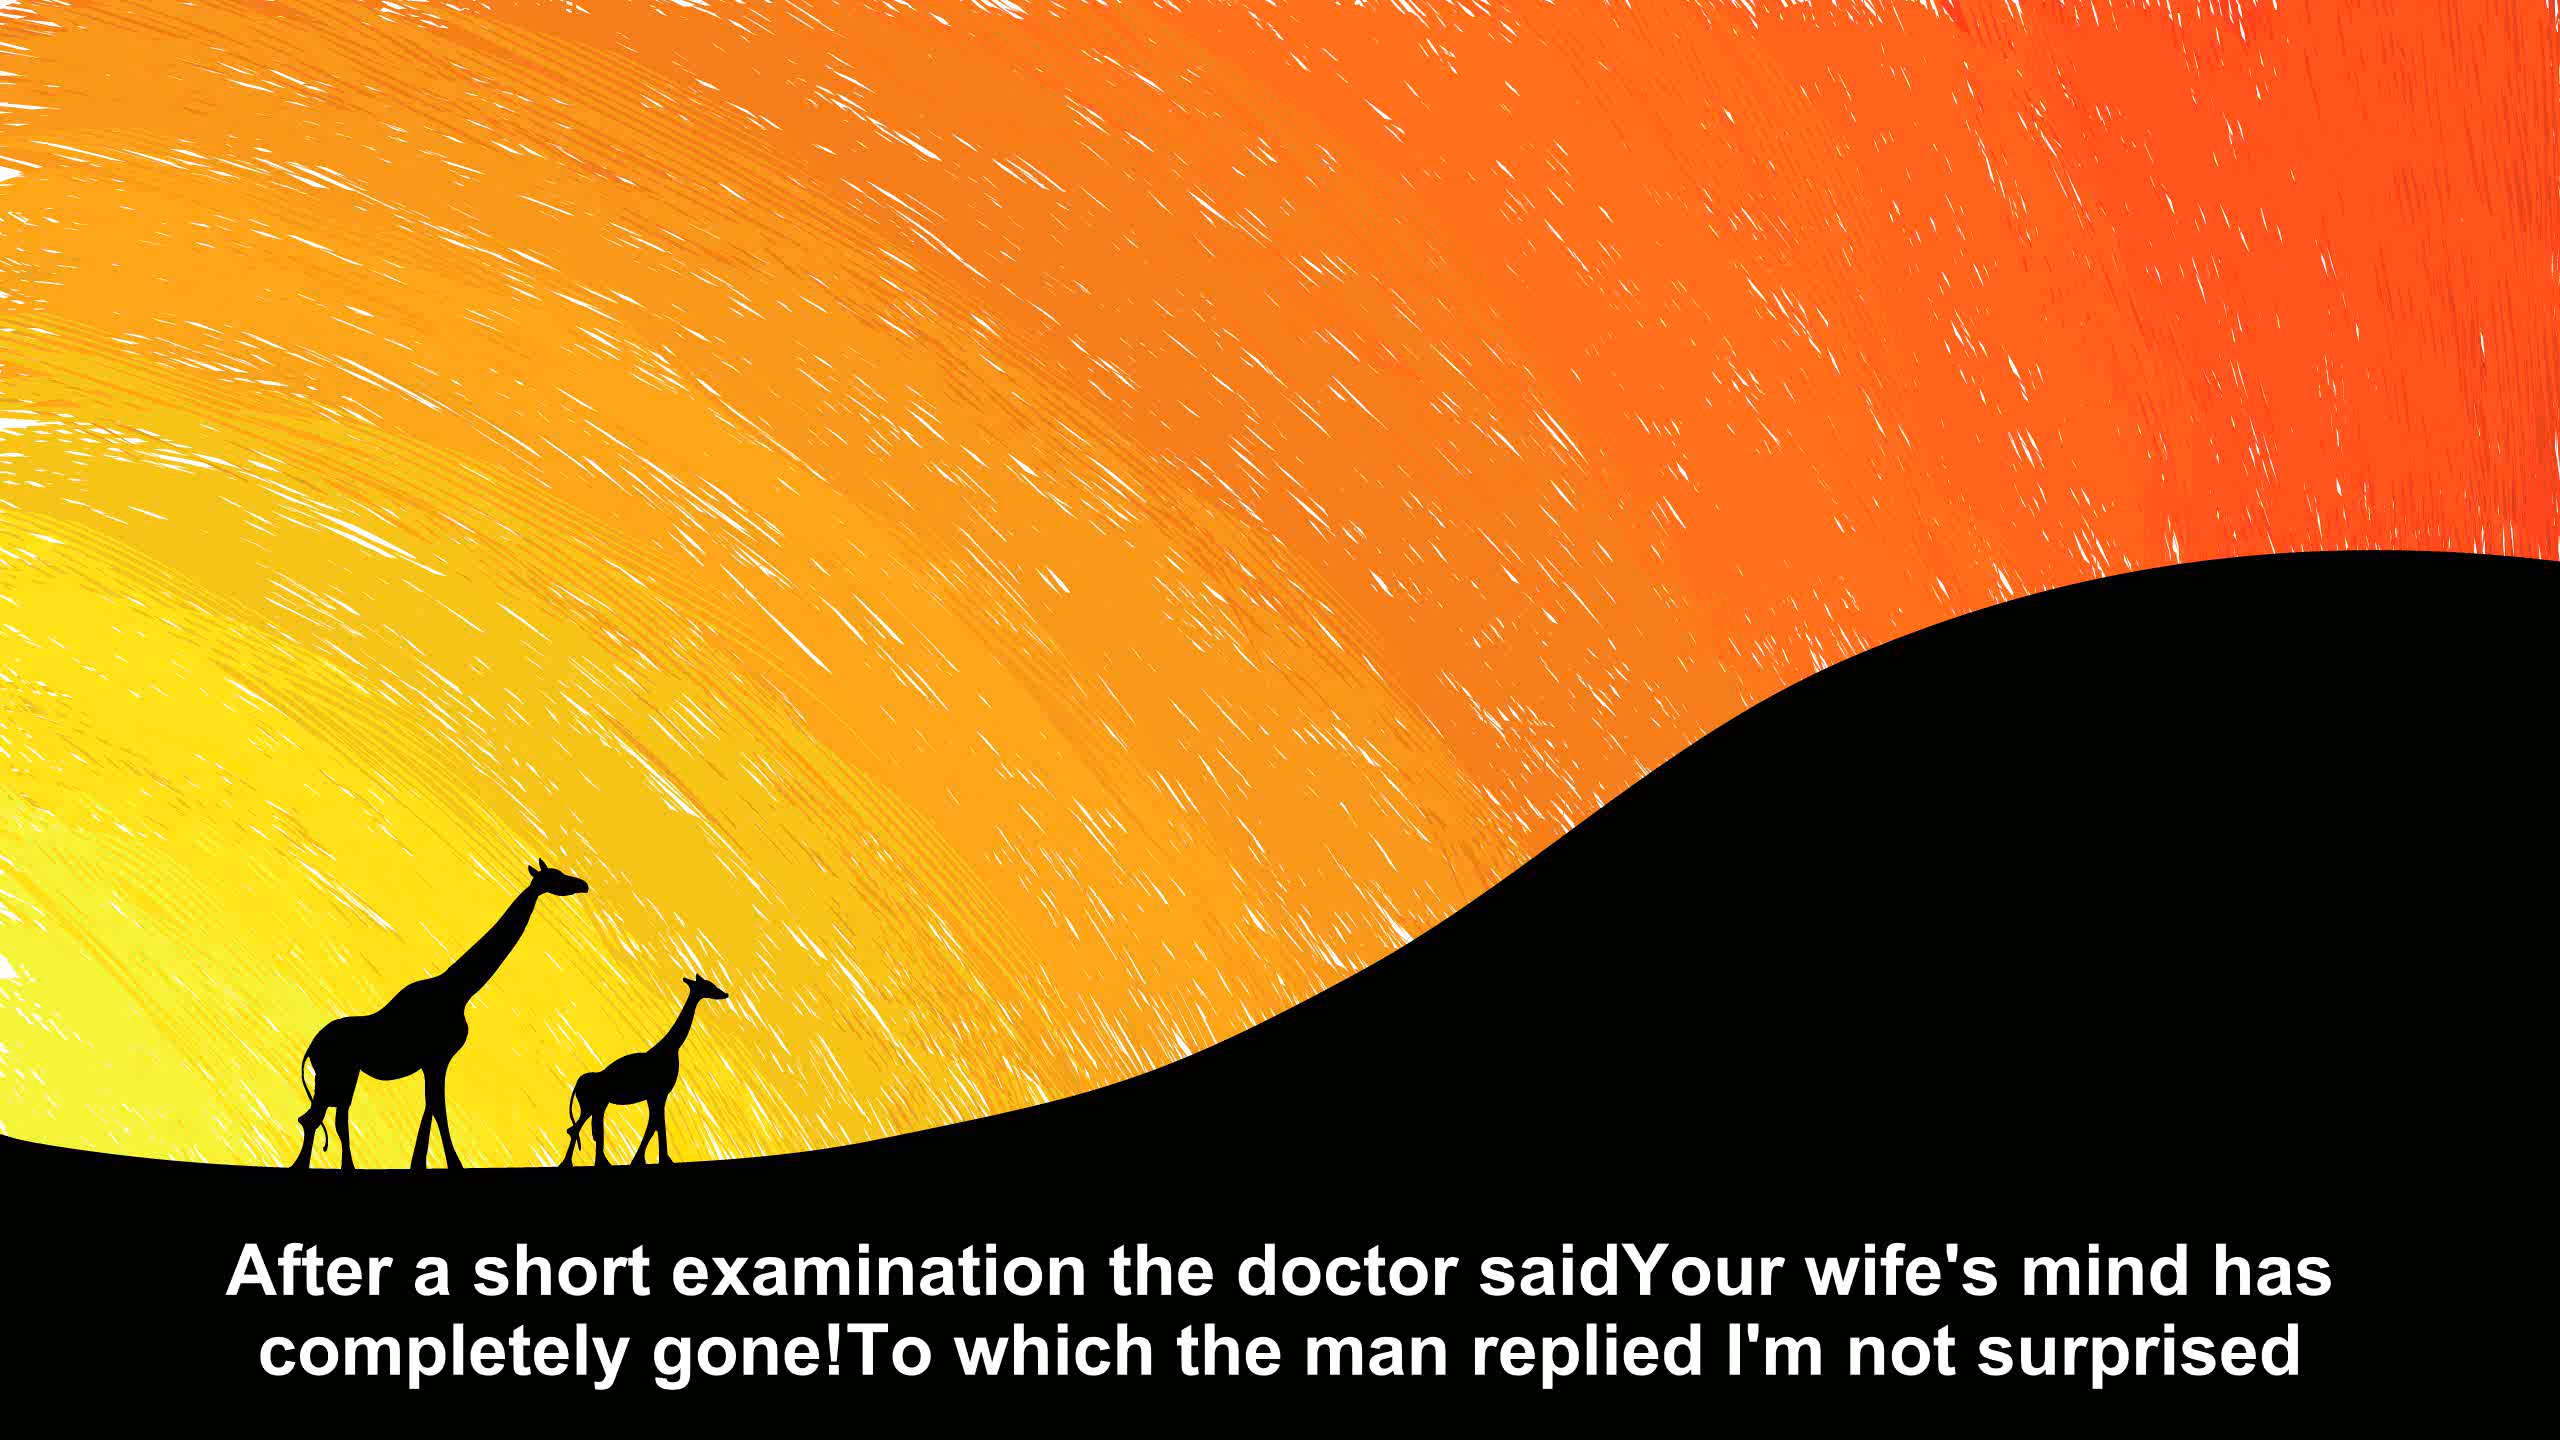 After a short examination the doctor saidYour wife's mind has
completely gone!To which the man replied I'm not surprised